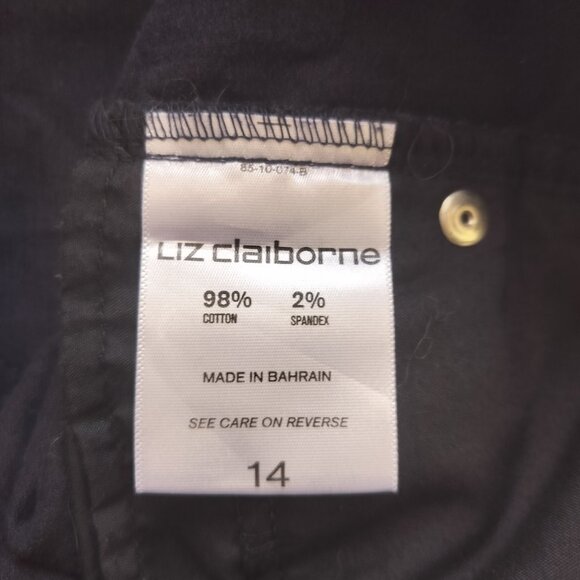 85-10-074-B
Liz claiborne
98% 2%
COTTON SPANDEX
MADE IN BAHRAIN
SEE CARE ON REVERSE
14